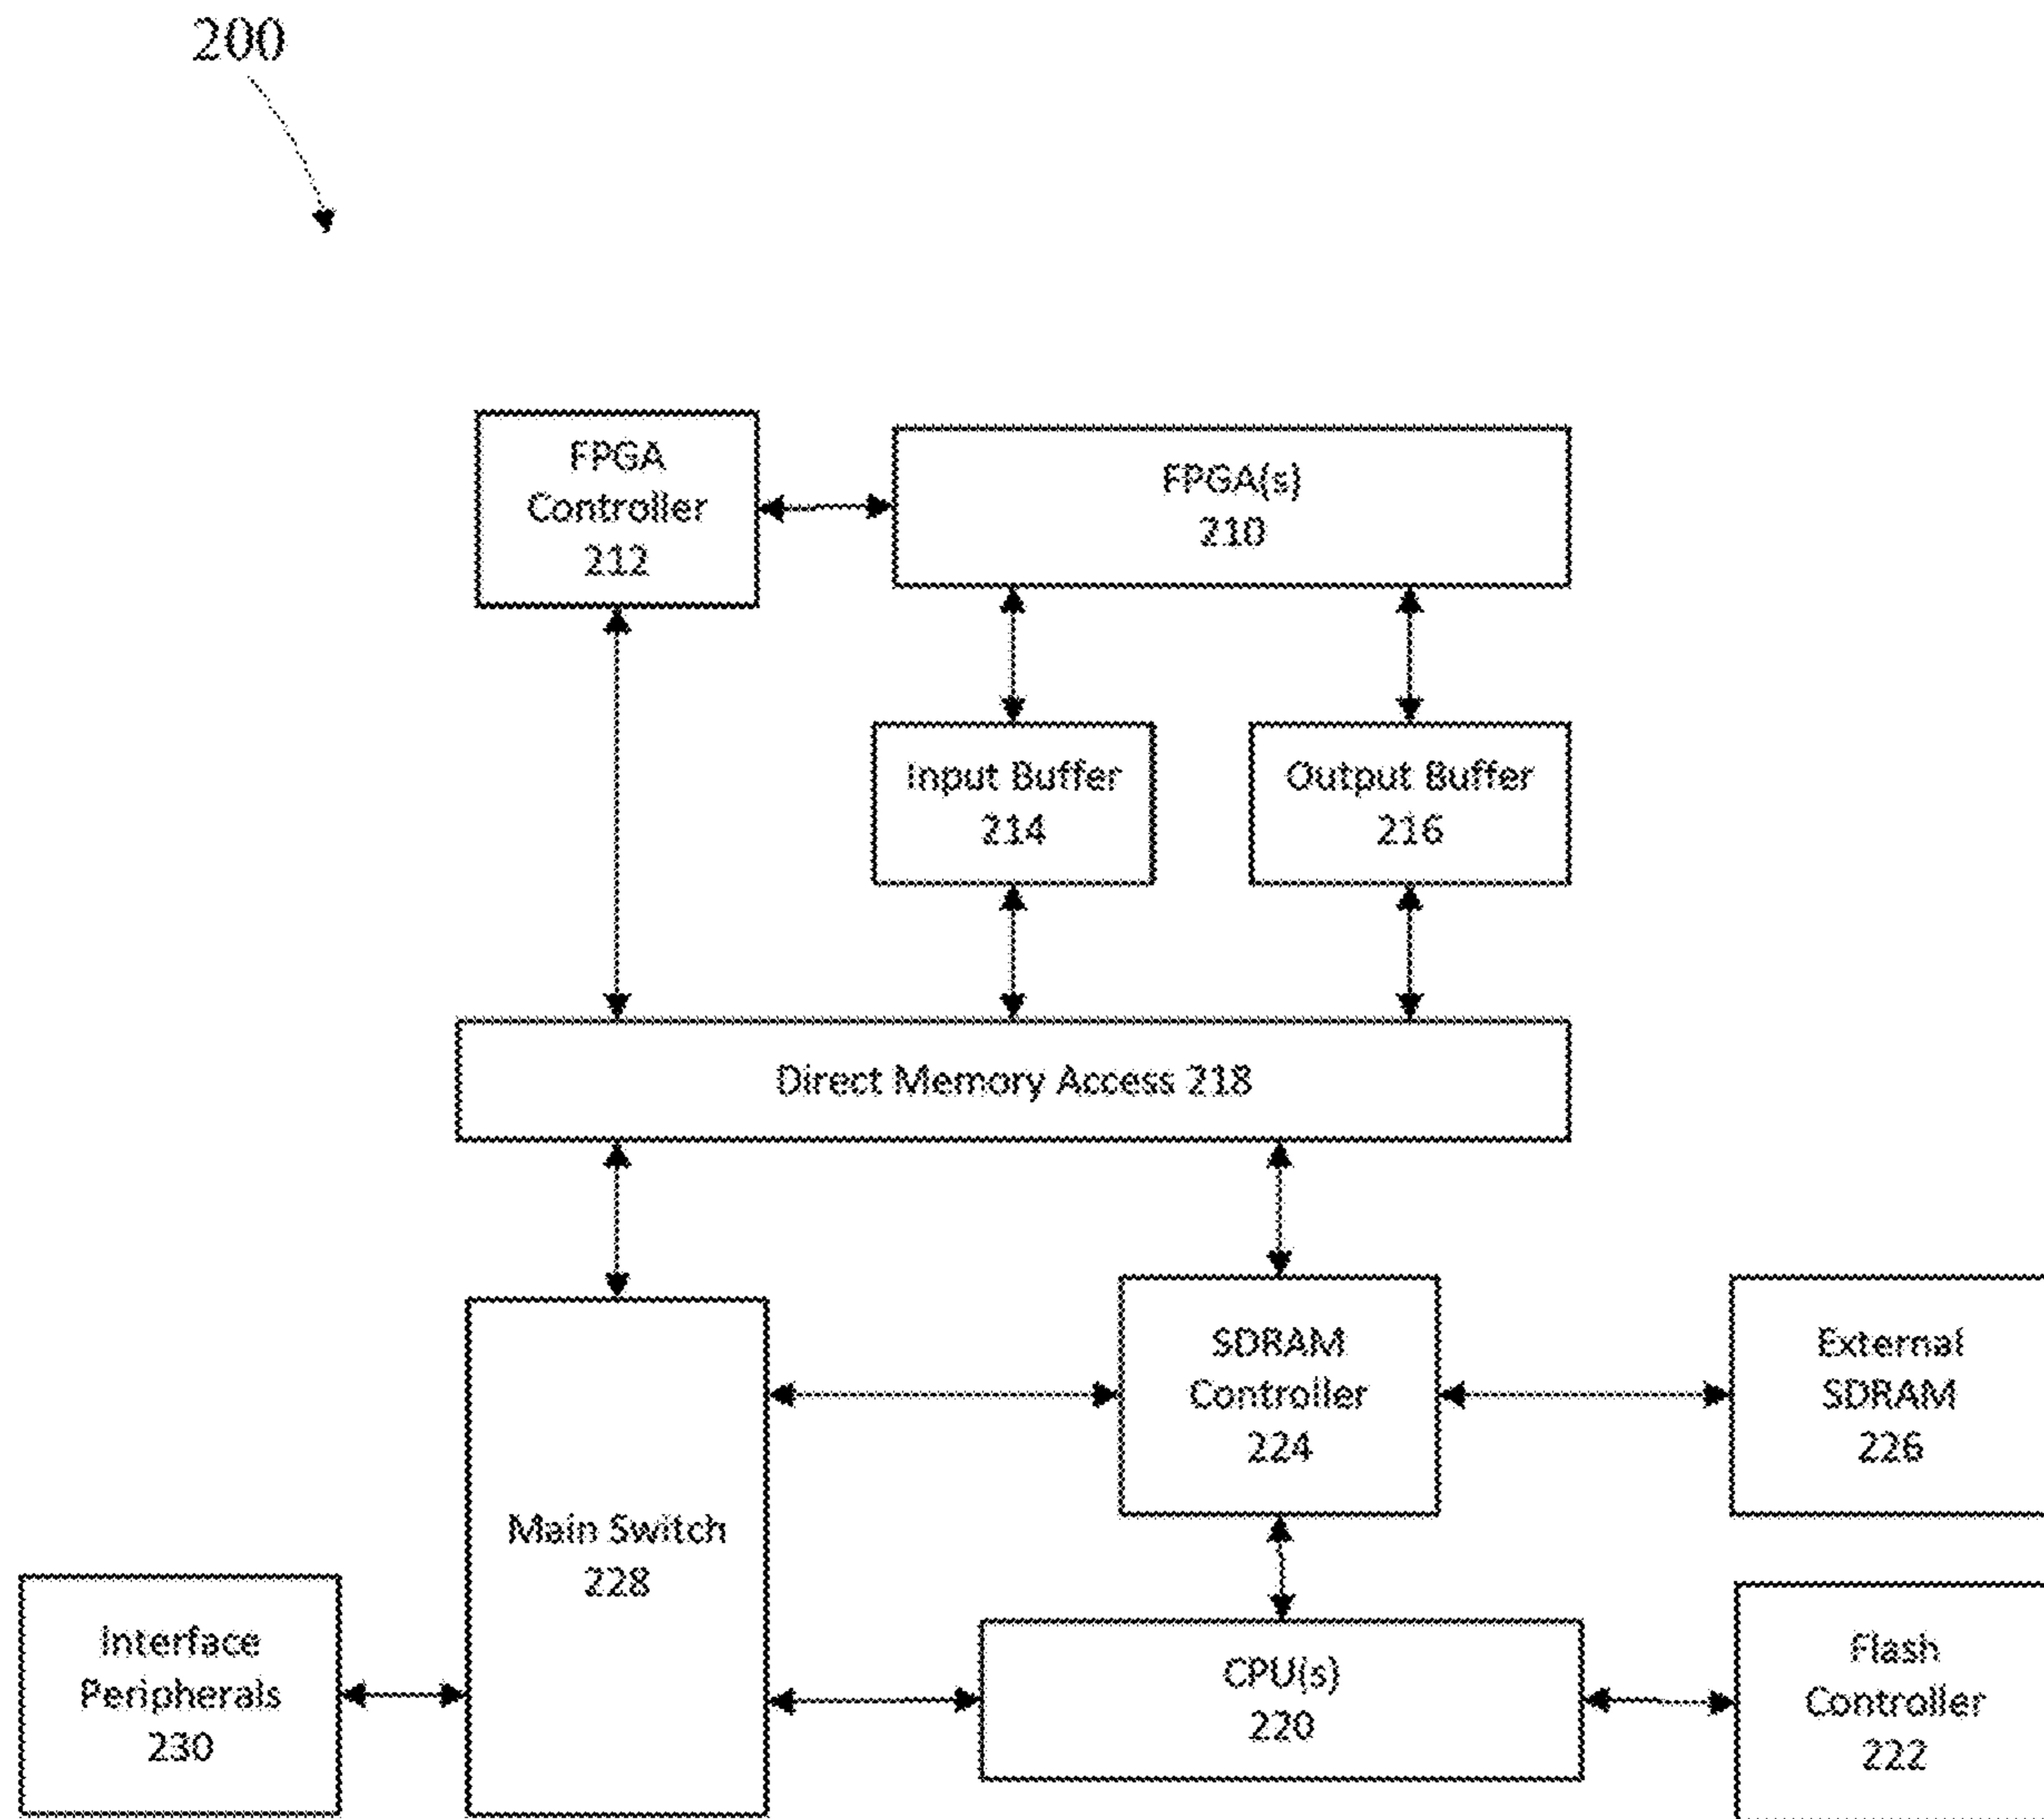 200
FPGA
Controller
212
FPGA(s)
210
Input Buffer
214
Output Buffer
216
Direct Memory Access 218
Main Switch
228
SDRAM
Controller
224
External
SDRAM
226
Interface
Peripherals
230
CPU(s)
220
Flash
Controller
222